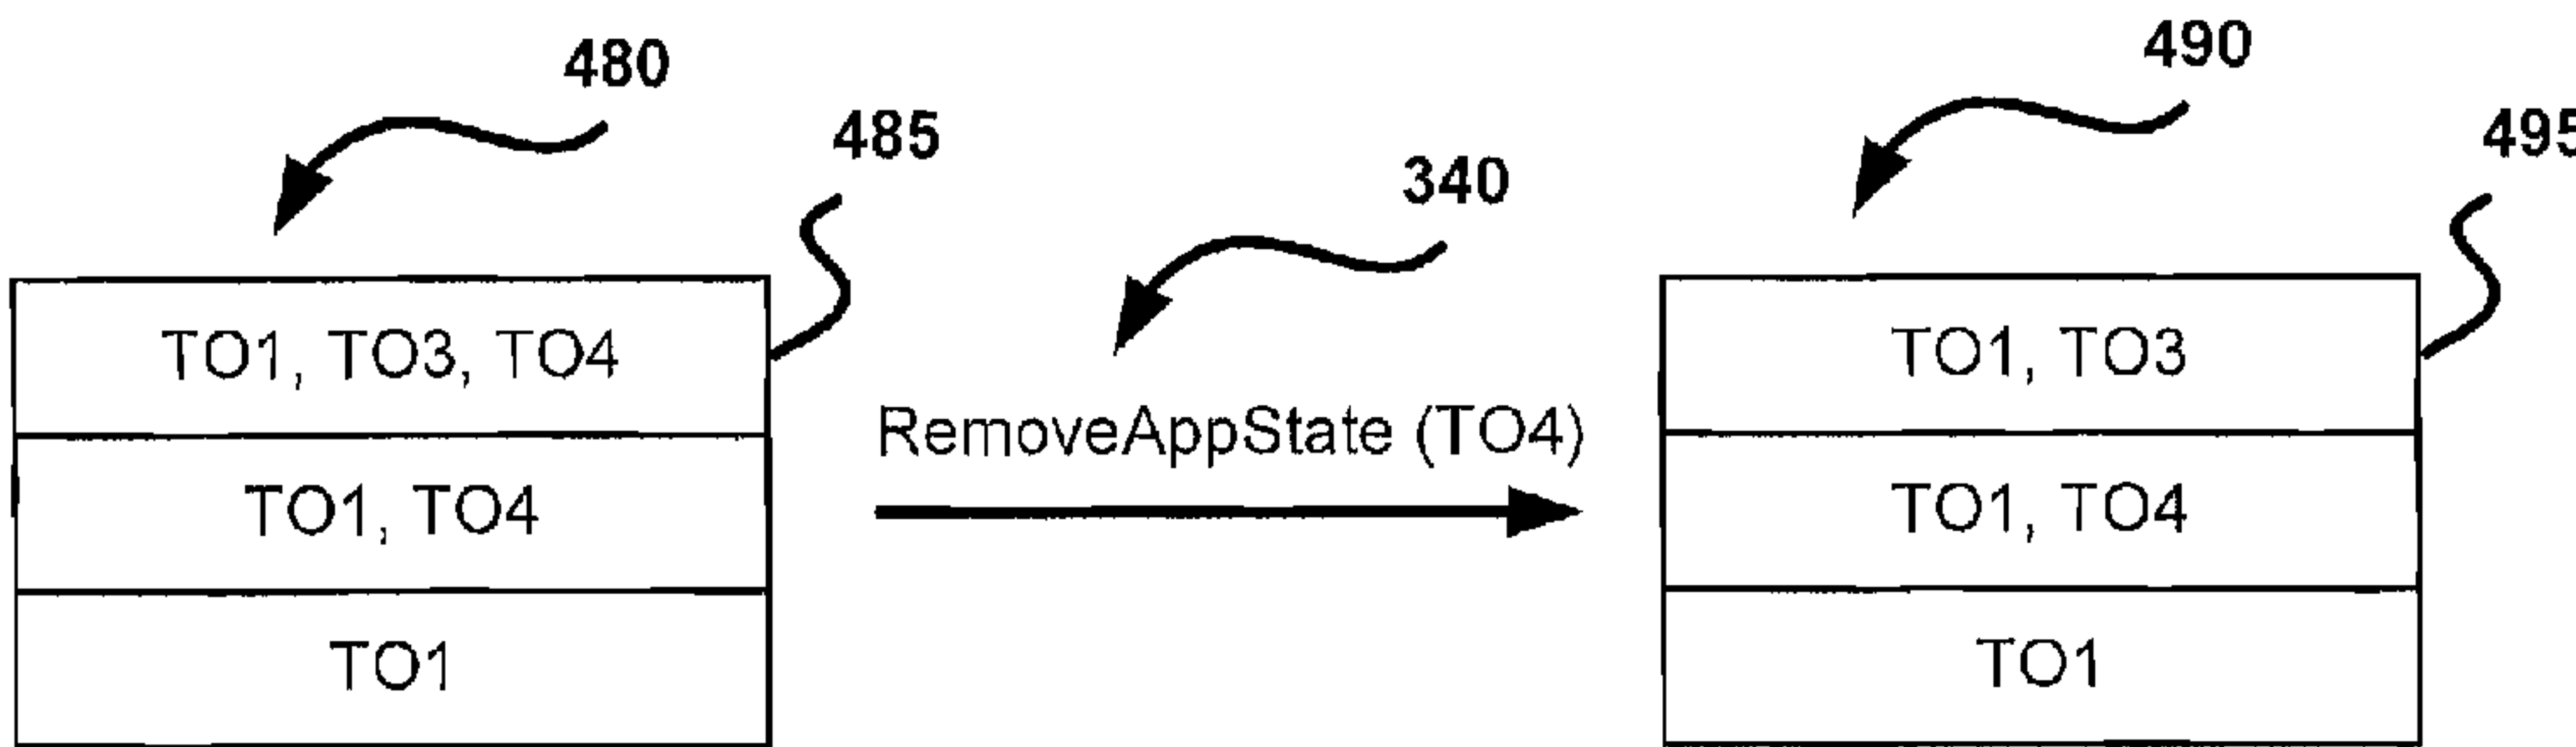 480
490
485
495
340
TO1, TO3, TO4
TO1, TO3
RemoveAppState (TO4)
TO1, TO4
TO1, TO4
TO1
TO1